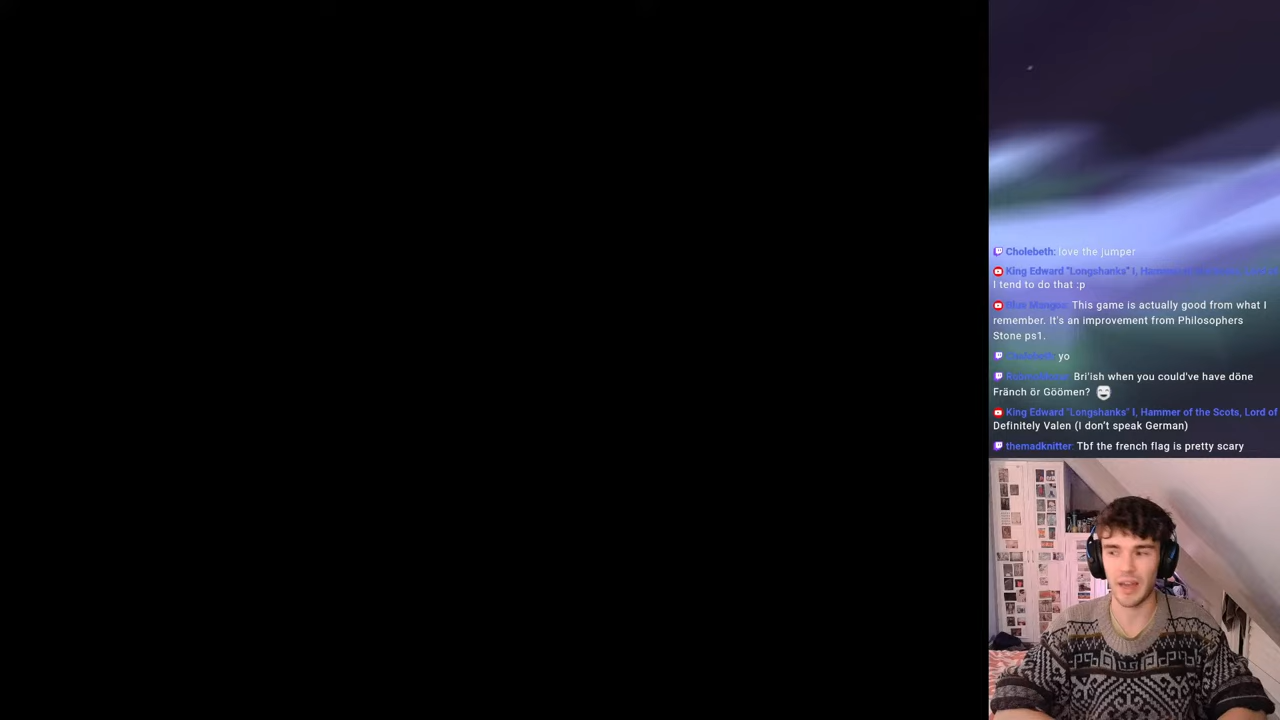 Cholebeth: love the jumper
King Edward "Longshanks" I, Hammer of the Scots, Lord of
I tend to do that :p
Blue Mangos: This game is actually good from what I
remember. It's an improvement from Philosophers
Stone ps1.
yo
Bri'ish when you could've have döne
Fränch ör Göömen?
King Edward "Longshanks" I, Hammer of the Scots, Lord of
Definitely Valen (I don't speak German)
themadknitter: Tbf the french flag is pretty scary